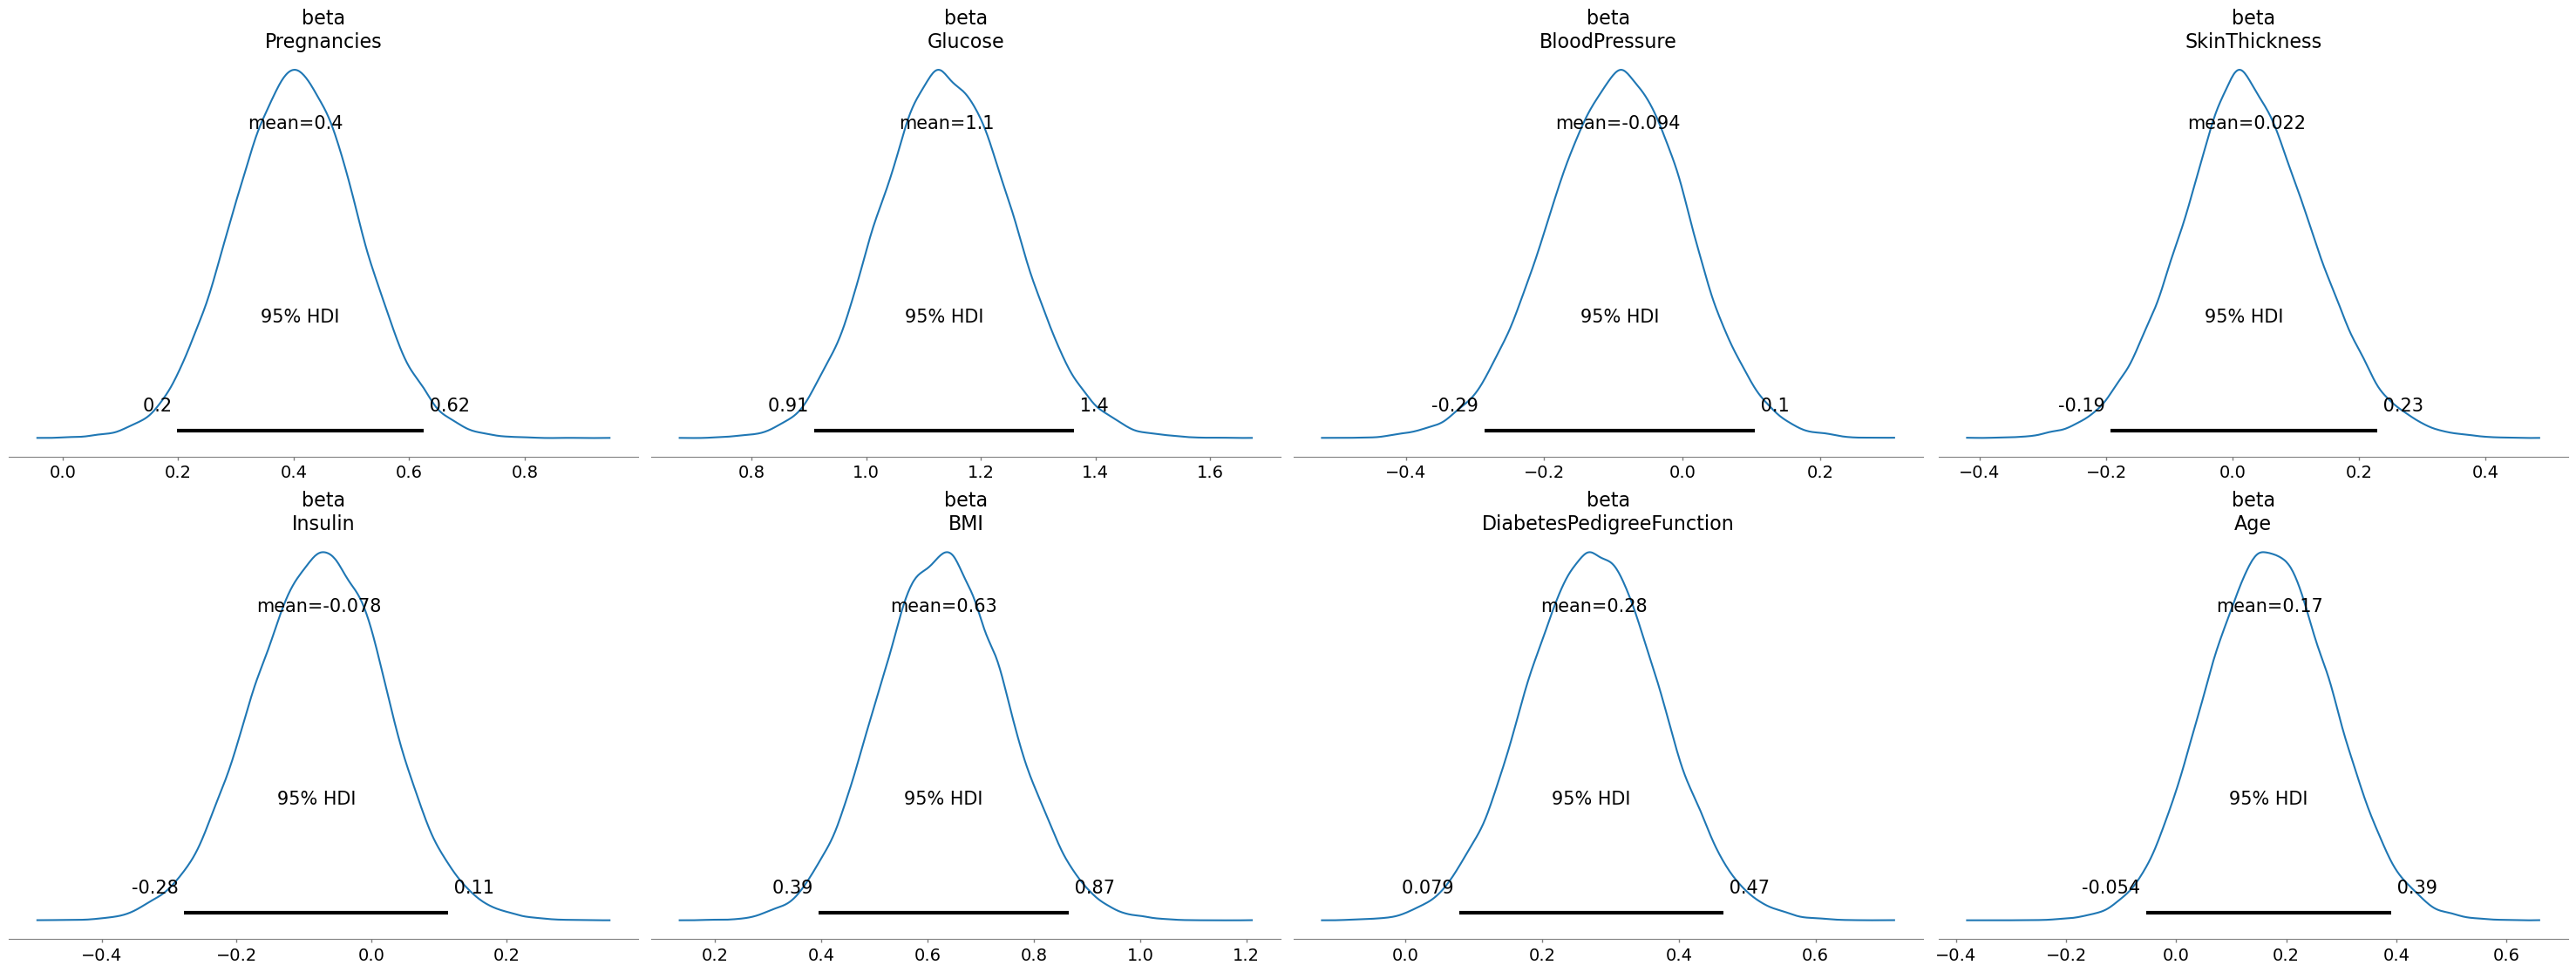 beta
Pregnancies
mean=0.4
95% HDI
0.2 0.62
0.0 0.2 0.4 0.6 0.8
beta
Glucose
mean=1.1
95% HDI
0.91 1.4
0.8 1.0 1.2 1.4 1.6
beta
BloodPressure
mean=-0.094
95% HDI
-0.29 0.1
−0.4 −0.2 0.0 0.2
beta
SkinThickness
mean=0.022
95% HDI
-0.19 0.23
−0.4 −0.2 0.0 0.2 0.4
beta
Insulin
mean=-0.078
95% HDI
-0.28 0.11
−0.4 −0.2 0.0 0.2
beta
BMI
mean=0.63
95% HDI
0.39 0.87
0.2 0.4 0.6 0.8 1.0 1.2
beta
DiabetesPedigreeFunction
mean=0.28
95% HDI
0.079 0.47
0.0 0.2 0.4 0.6
beta
Age
mean=0.17
95% HDI
-0.054 0.39
−0.4 −0.2 0.0 0.2 0.4 0.6